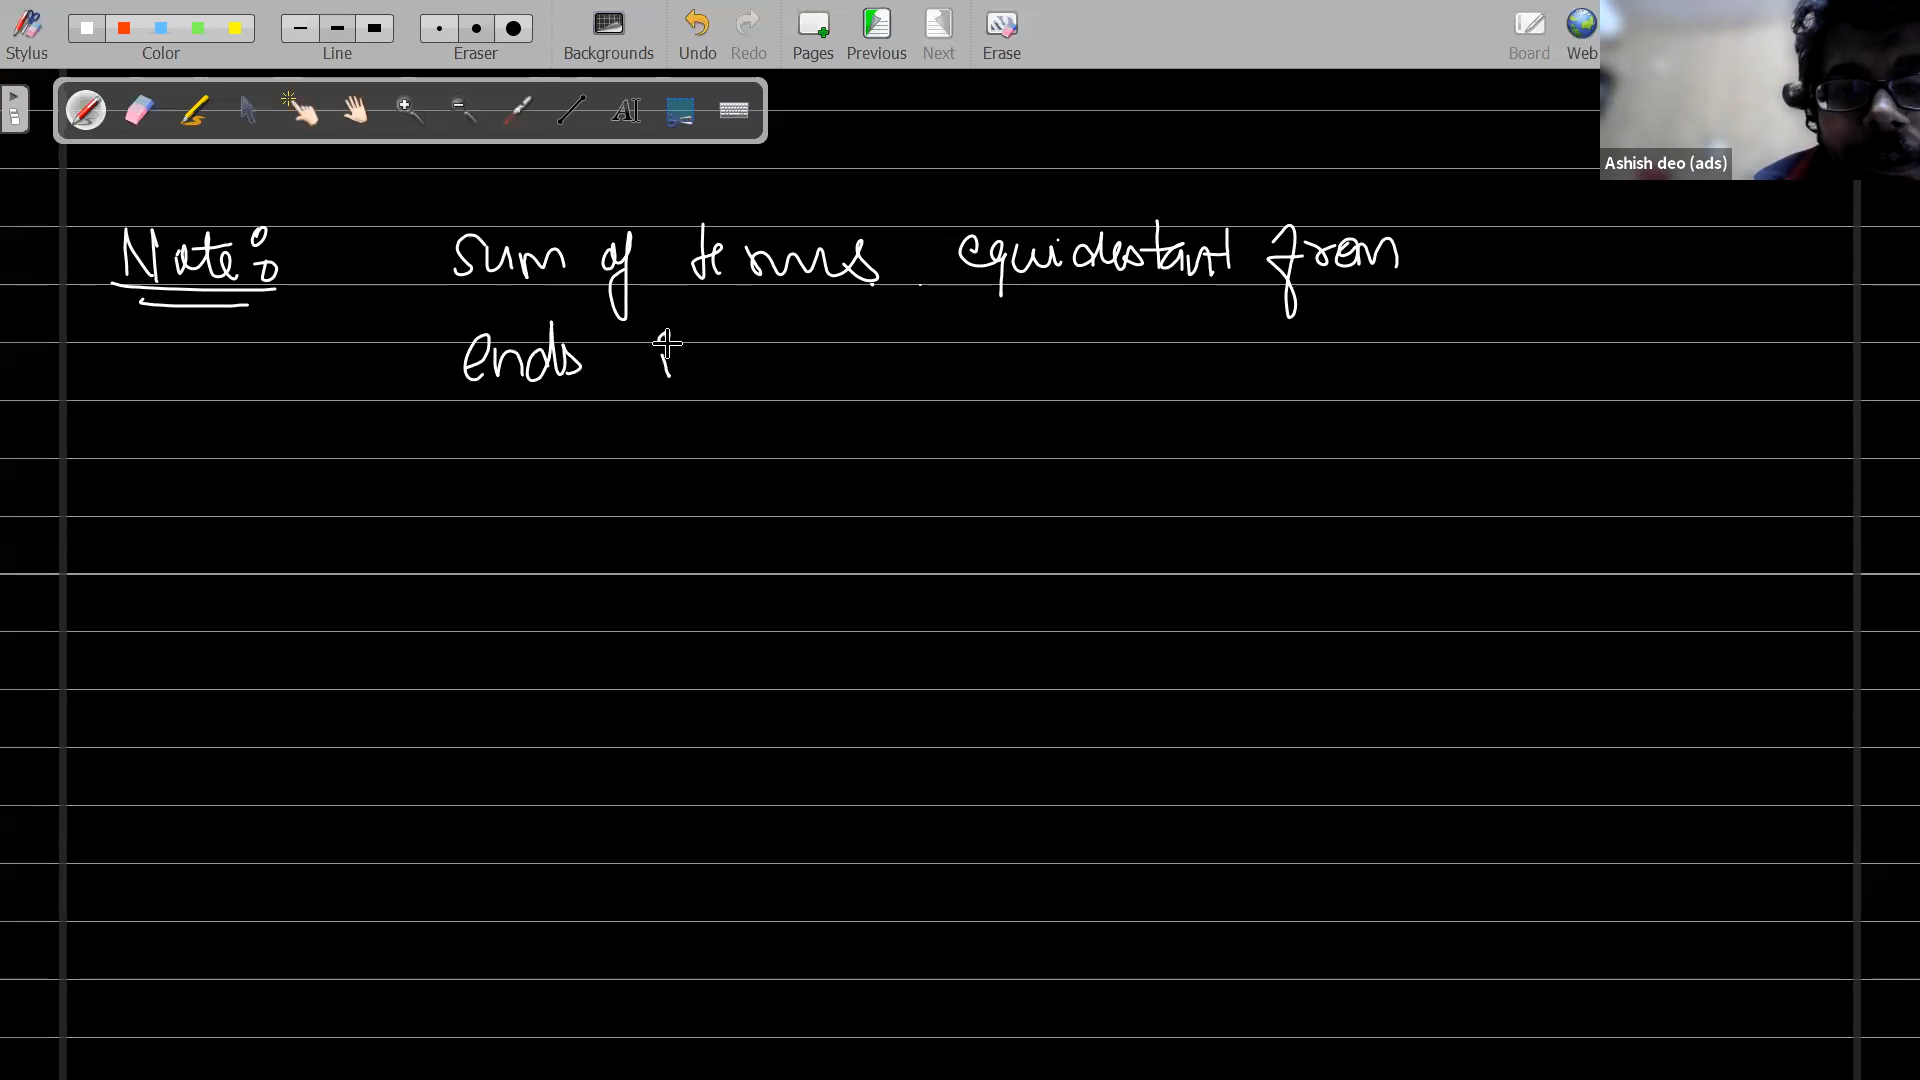 Stylus Color Line Eraser Backgrounds Undo Redo Pages Previous Next Erase Board Web
AI
Ashish deo (ads)
Note: sum of terms equidistant from
ends